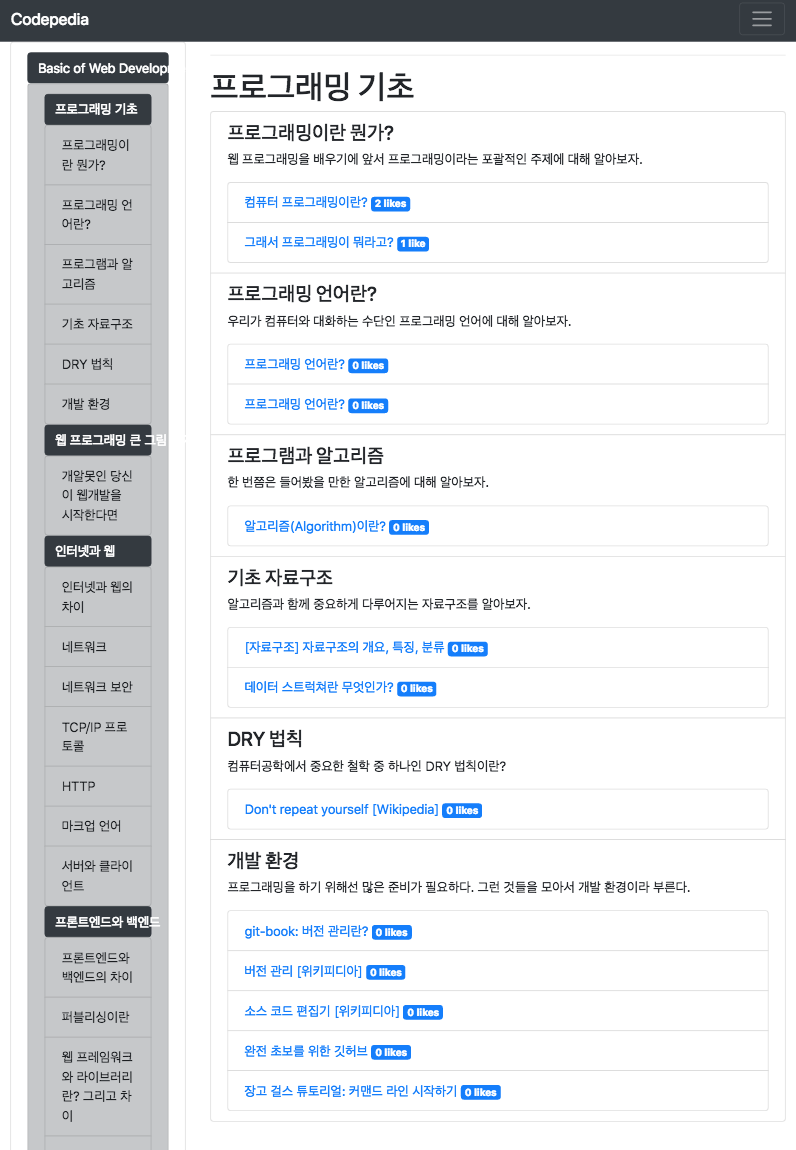 Codepedia
Basic of Web Develop
프로그래밍 기초
프로그래밍이
란 뭔가?
프로그래밍 언
어란?
프로그램과 알
고리즘
기초 자료구조
DRY 법칙
개발 환경
웹 프로그래밍 큰 그림
개알못인 당신
이 웹개발을
시작한다면
인터넷과 웹
인터넷과 웹의
차이
네트워크
네트워크 보안
TCP/IP 프로
토콜
HTTP
마크업 언어
서버와 클라이
언트
프론트엔드와 백엔드
프론트엔드와
백엔드의 차이
퍼블리싱이란
웹 프레임워크
와 라이브러리
란? 그리고 차
이
프로그래밍 기초
프로그래밍이란 뭔가?
웹 프로그래밍을 배우기에 앞서 프로그래밍이라는 포괄적인 주제에 대해 알아보자.
컴퓨터 프로그래밍이란? 2 likes
그래서 프로그래밍이 뭐라고? 1 like
프로그래밍 언어란?
우리가 컴퓨터와 대화하는 수단인 프로그래밍 언어에 대해 알아보자.
프로그래밍 언어란? 0 likes
프로그래밍 언어란? 0 likes
프로그램과 알고리즘
한 번쯤은 들어봤을 만한 알고리즘에 대해 알아보자.
알고리즘(Algorithm)이란? 0 likes
기초 자료구조
알고리즘과 함께 중요하게 다루어지는 자료구조를 알아보자.
[자료구조] 자료구조의 개요, 특징, 분류 0 likes
데이터 스트럭쳐란 무엇인가? 0 likes
DRY 법칙
컴퓨터공학에서 중요한 철학 중 하나인 DRY 법칙이란?
Don't repeat yourself [Wikipedia] 0 likes
개발 환경
프로그래밍을 하기 위해선 많은 준비가 필요하다. 그런 것들을 모아서 개발 환경이라 부른다.
git-book: 버전 관리란? 0 likes
버전 관리 [위키피디아] 0 likes
소스 코드 편집기 [위키피디아] 0 likes
완전 초보를 위한 깃허브 0 likes
장고 걸스 튜토리얼: 커맨드 라인 시작하기 0 likes